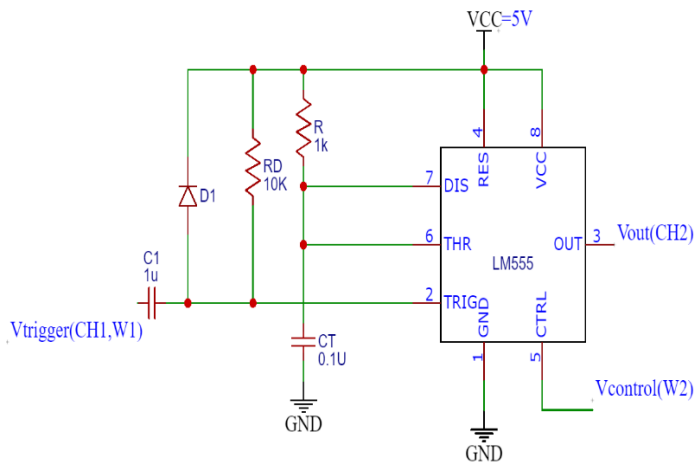 VCC=5V
R
1k
RD
10K
D1
C1
1u
Vtrigger(CH1,W1)
CT
0.1U
GND
4
8
RES
VCC
7
DIS
6
THR
OUT
3
Vout(CH2)
LM555
2
TRIG
GND
CTRL
1
5
Vcontrol(W2)
GND